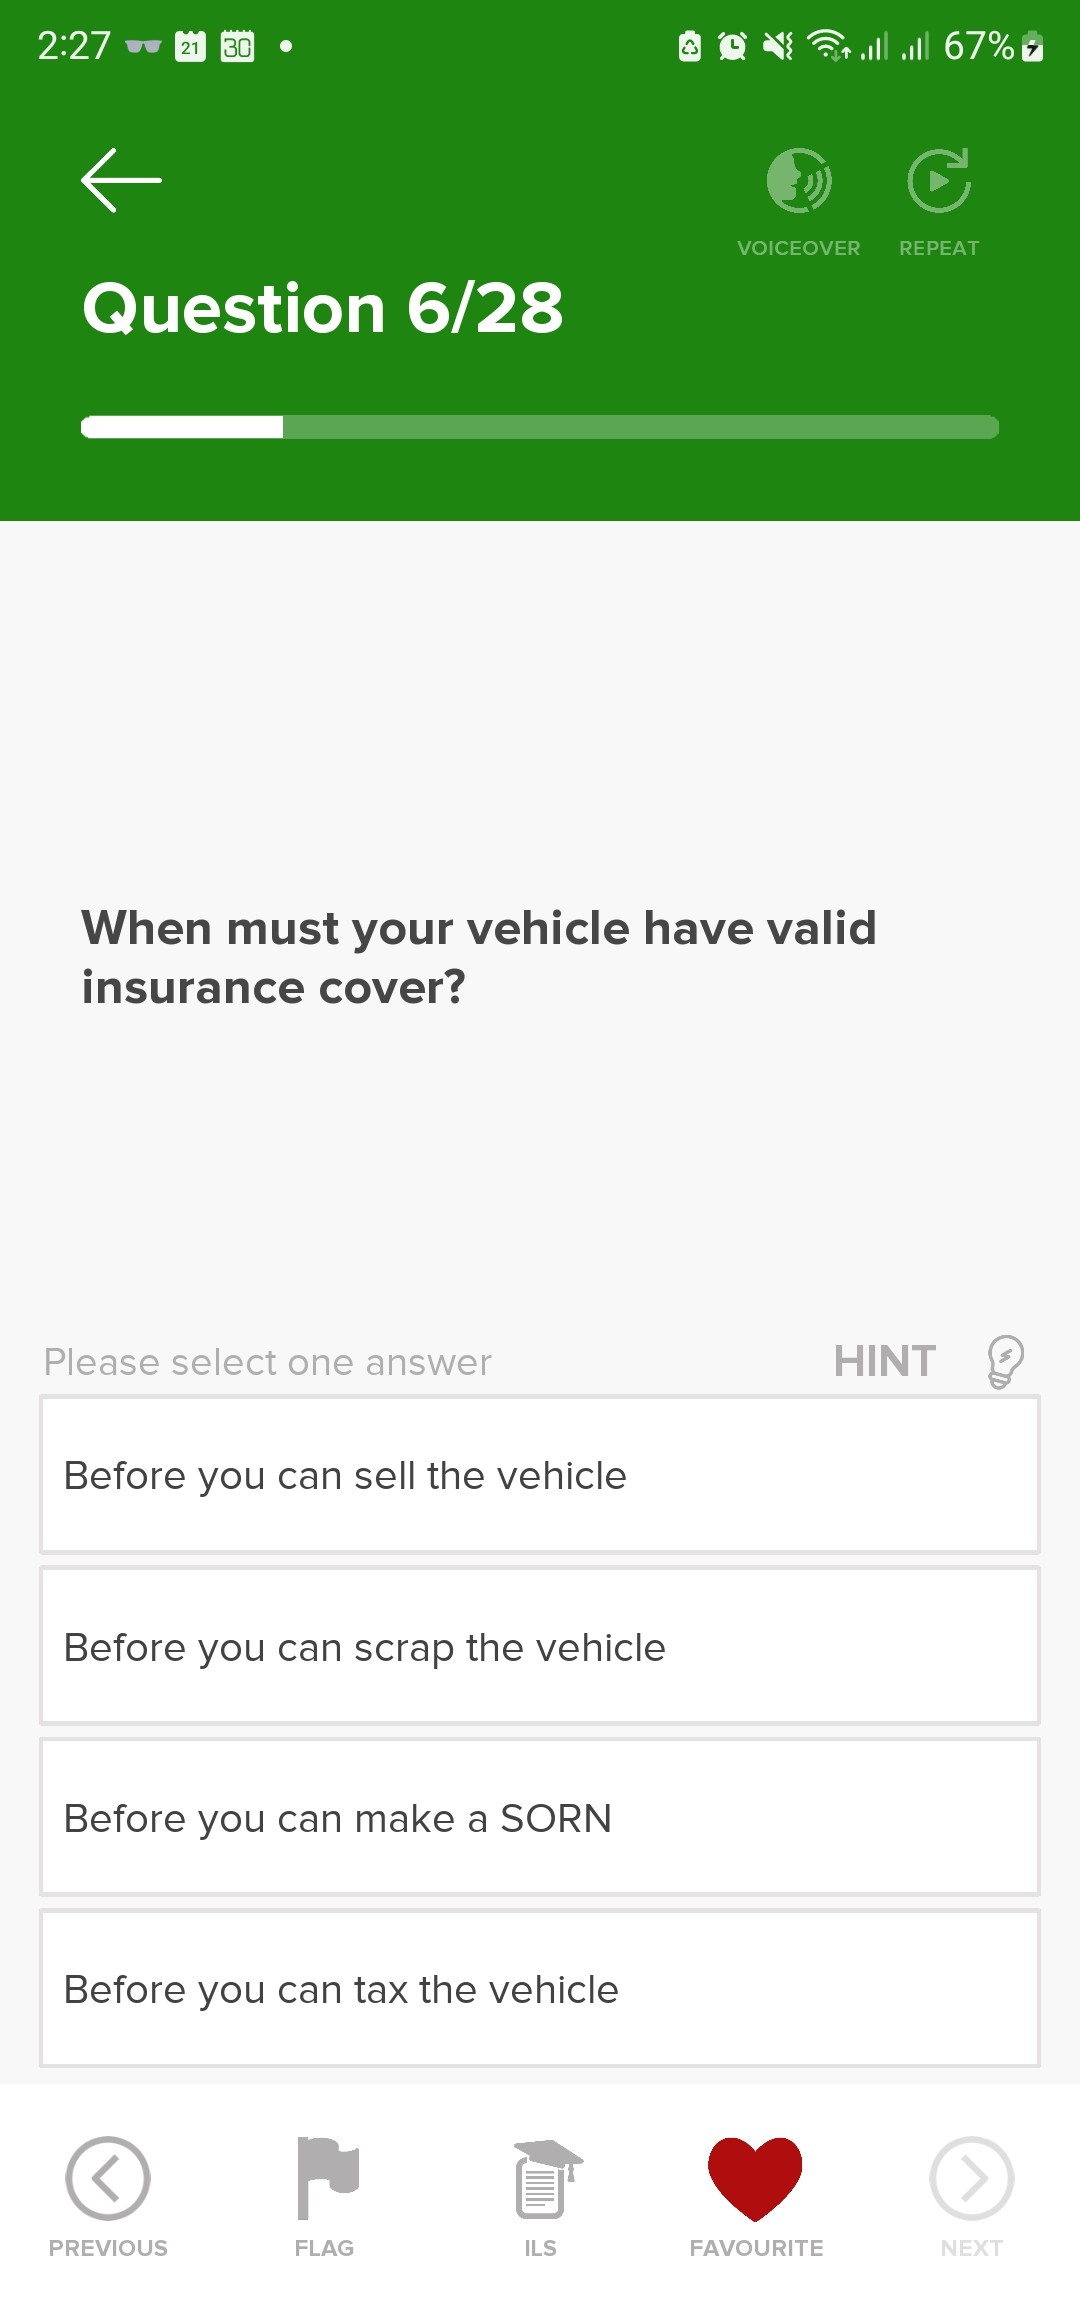 2:27 21 30 67%
VOICEOVER REPEAT
Question 6/28
When must your vehicle have valid
insurance cover?
Please select one answer HINT
Before you can sell the vehicle
Before you can scrap the vehicle
Before you can make a SORN
Before you can tax the vehicle
PREVIOUS FLAG ILS FAVOURITE NEXT